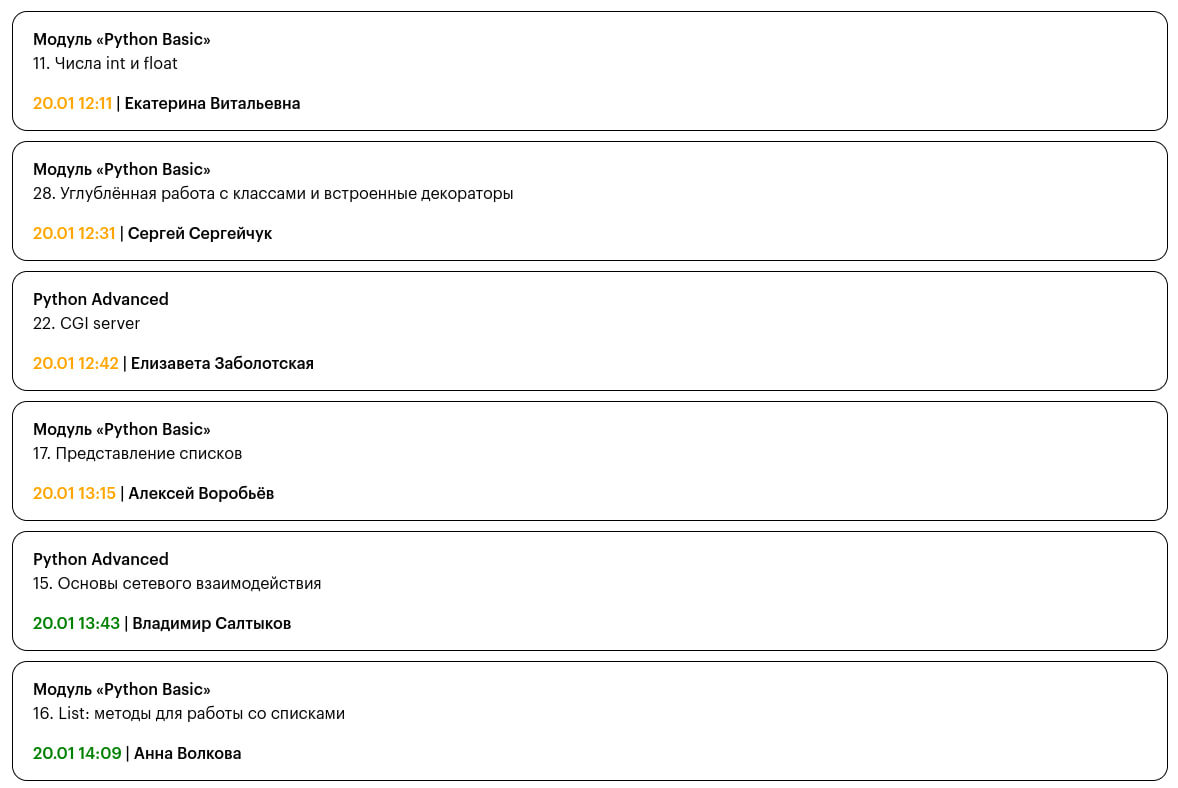 Модуль «Python Basic»
11. Числа int и float
20.01 12:11 | Екатерина Витальевна
Модуль «Python Basic»
28. Углублённая работа с классами и встроенные декораторы
20.01 12:31 | Сергей Сергейчук
Python Advanced
22. CGI server
20.01 12:42 | Елизавета Заболотская
Модуль «Python Basic»
17. Представление списков
20.01 13:15 | Алексей Воробьёв
Python Advanced
15. Основы сетевого взаимодействия
20.01 13:43 | Владимир Салтыков
Модуль «Python Basic»
16. List: методы для работы со списками
20.01 14:09 | Анна Волкова